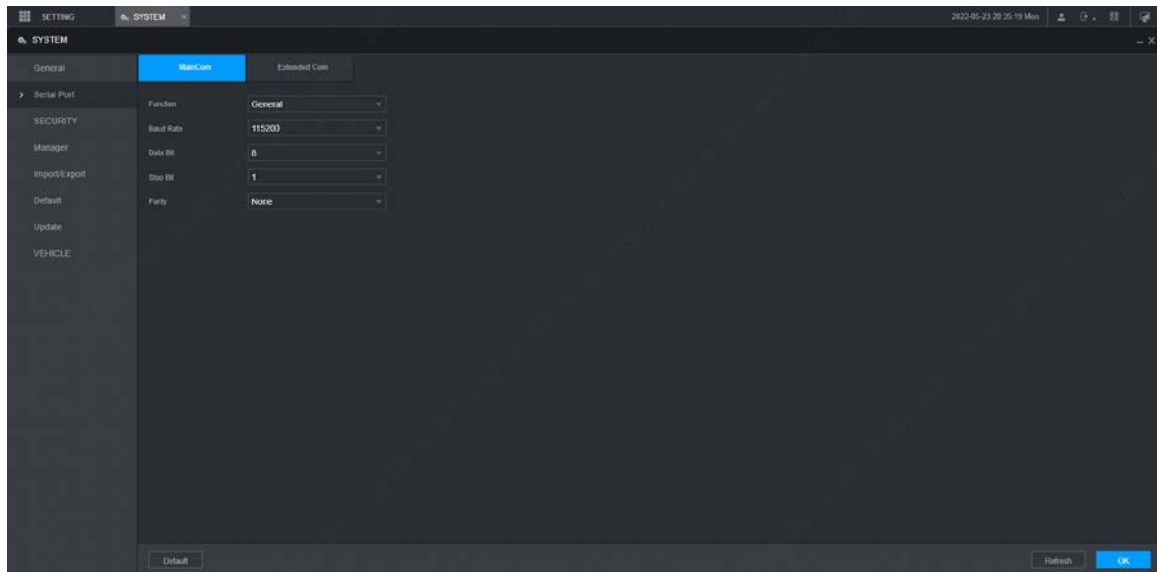 SETTING
SYSTEM
2022-05-23 20:35:19 Mon
SYSTEM
General
MainCom
Extended Com
Serial Port
Function
General
SECURITY
Baud Rate
115200
Manager
Data Bit
8
Import/Export
Stop Bit
1
Default
Parity
None
Update
VEHICLE
Default
Refresh
OK